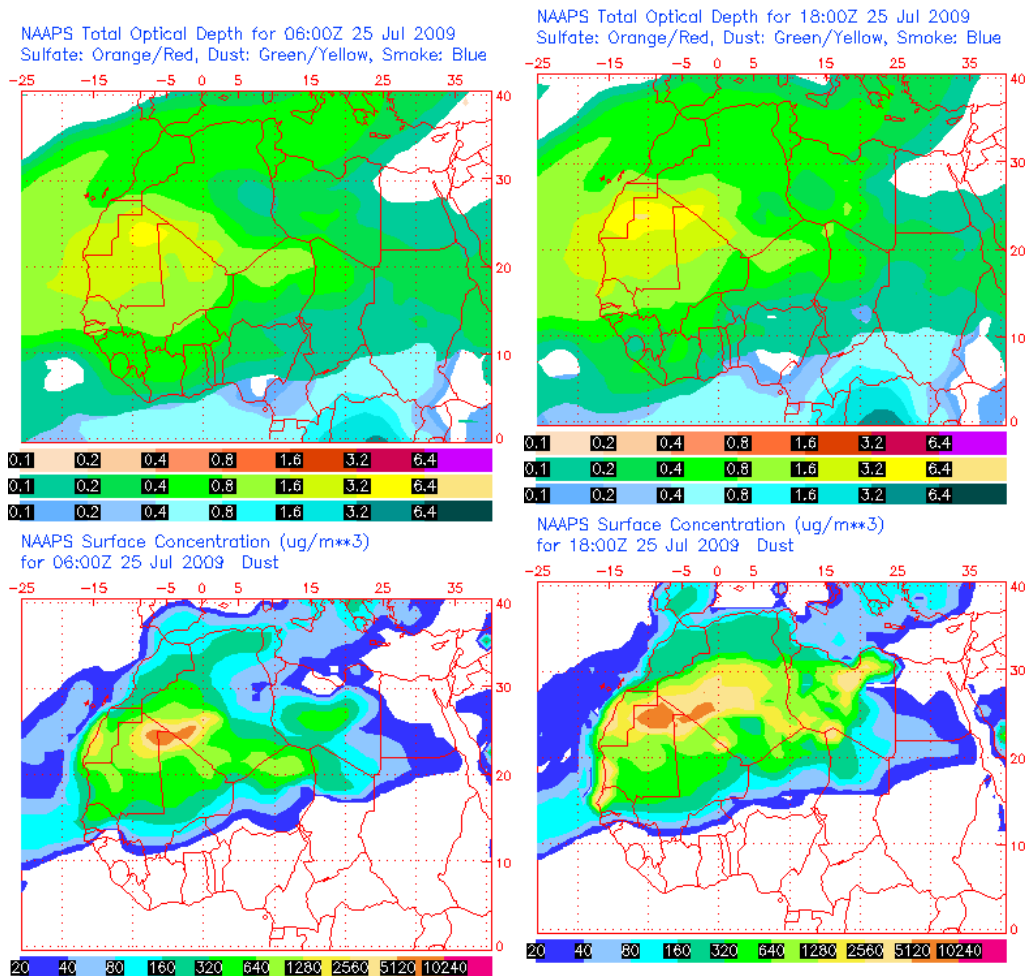 NAAPS Total Optical Depth for 06:00Z 25 Jul 2009
Sulfate: Orange/Red, Dust: Green/Yellow, Smoke: Blue
-25 -15 -5 0 5 15 25 35
40
30
20
10
0
0.1 0.2 0.4 0.8 1.6 3.2 6.4
0.1 0.2 0.4 0.8 1.6 3.2 6.4
0.1 0.2 0.4 0.8 1.6 3.2 6.4
NAAPS Total Optical Depth for 18:00Z 25 Jul 2009
Sulfate: Orange/Red, Dust: Green/Yellow, Smoke: Blue
-25 -15 -5 0 5 15 25 35
40
30
20
10
0
0.1 0.2 0.4 0.8 1.6 3.2 6.4
0.1 0.2 0.4 0.8 1.6 3.2 6.4
0.1 0.2 0.4 0.8 1.6 3.2 6.4
NAAPS Surface Concentration (ug/m**3)
for 06:00Z 25 Jul 2009 Dust
-25 -15 -5 0 5 15 25 35
40
30
20
10
0
20 40 80 160 320 640 1280 2560 5120 10240
NAAPS Surface Concentration (ug/m**3)
for 18:00Z 25 Jul 2009 Dust
-25 -15 -5 0 5 15 25 35
40
30
20
10
0
20 40 80 160 320 640 1280 2560 5120 10240